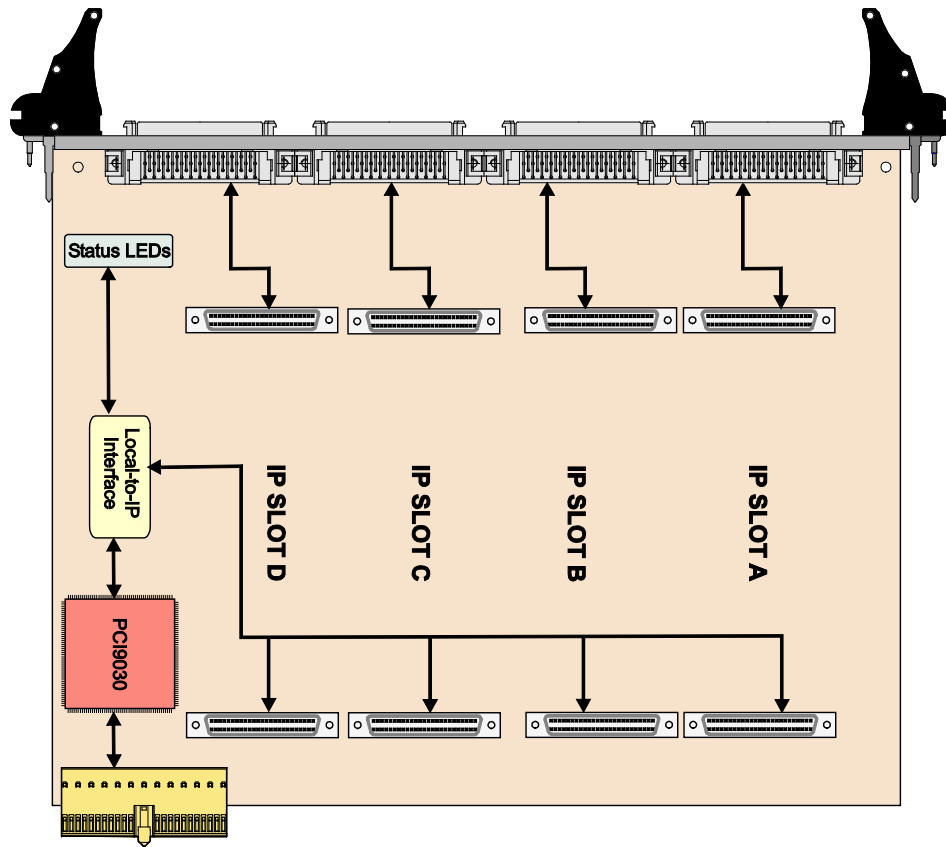 Status LEDs
Local-to-IP
Interface
IP SLOT D
IP SLOT C
IP SLOT B
IP SLOT A
PCI9030